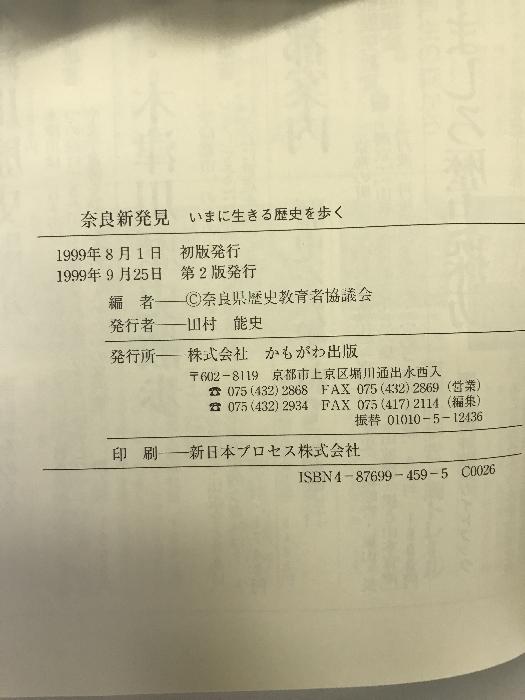 奈良新発見 いまに生きる歴史を歩く
1999年8月1日 初版発行
1999年9月25日 第2版発行
編 者──©奈良県歴史教育者協議会
発行者──田村 能史
発行所──株式会社 かもがわ出版
〒602-8119 京都市上京区堀川通出水西入
☎ 075(432)2868 FAX 075(432)2869 (営業)
☎ 075(432)2934 FAX 075(417)2114 (編集)
振替 01010-5-12436
印 刷──新日本プロセス株式会社
ISBN4-87699-459-5 C0026